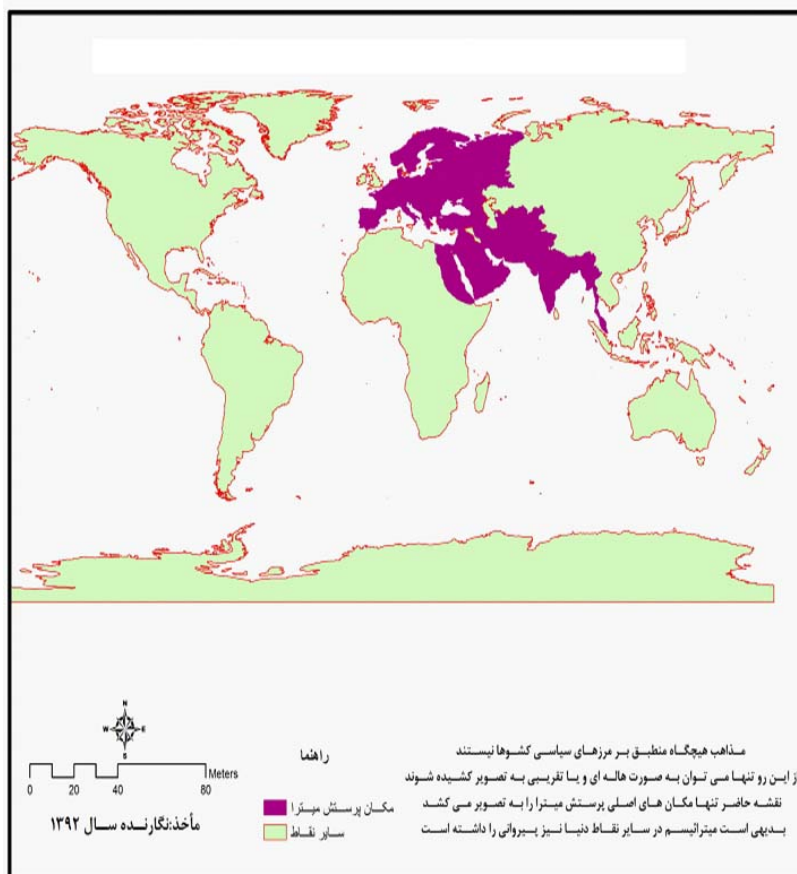 N
W E
S
Meters
0 20 40 80
مأخذ:نگارنده سال ۱۳۹۲
راهنما
مکان پرستش میترا
سایر نقاط
مذاهب هیچگاه منطبق بر مرزهای سیاسی کشوها نیستند
از این رو تنها می توان به صورت هاله ای و یا تقریبی به تصویر کشیده شوند
نقشه حاضر تنها مکان های اصلی پرستش میترا را به تصویر می کشد
بدیهی است میترائیسم در سایر نقاط دنیا نیز پیروانی را داشته است